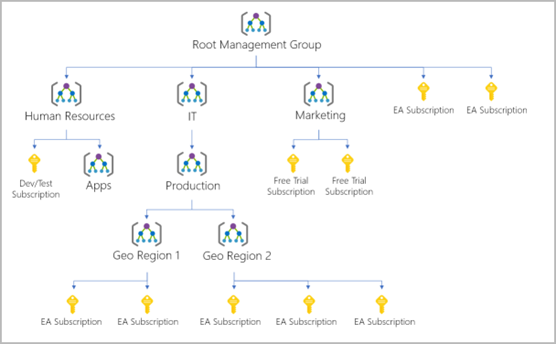 Root Management Group
Human Resources
IT
Marketing
EA Subscription
EA Subscription
Dev/Test
Subscription
Apps
Production
Free Trial
Subscription
Free Trial
Subscription
Geo Region 1
Geo Region 2
EA Subscription
EA Subscription
EA Subscription
EA Subscription
EA Subscription